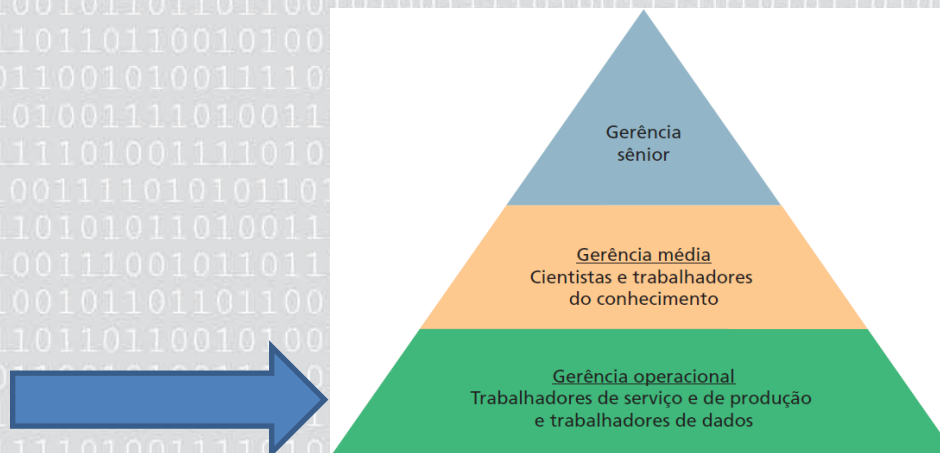 Gerência
sênior
Gerência média
Cientistas e trabalhadores
do conhecimento
Gerência operacional
Trabalhadores de serviço e de produção
e trabalhadores de dados